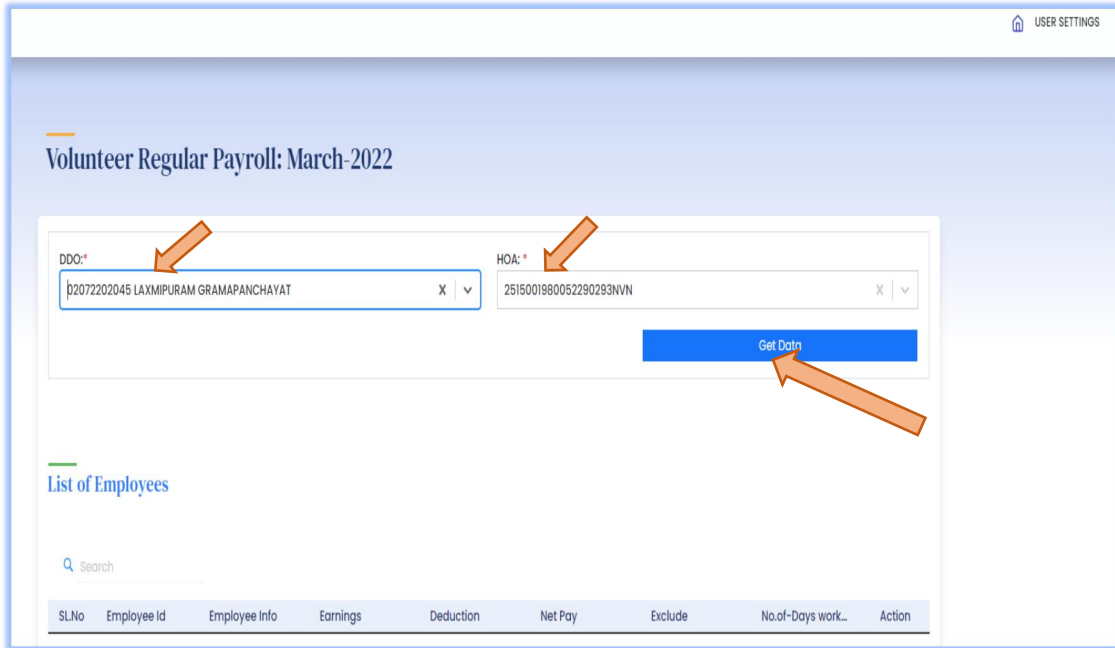 USER SETTINGS
Volunteer Regular Payroll: March-2022
DDO:* HOA: *
02072202045 LAXMIPURAM GRAMAPANCHAYAT X 2515001980052290293NVN X
Get Data
List of Employees
Search
SL.No Employee Id Employee Info Earnings Deduction Net Pay Exclude No.of-Days work... Action